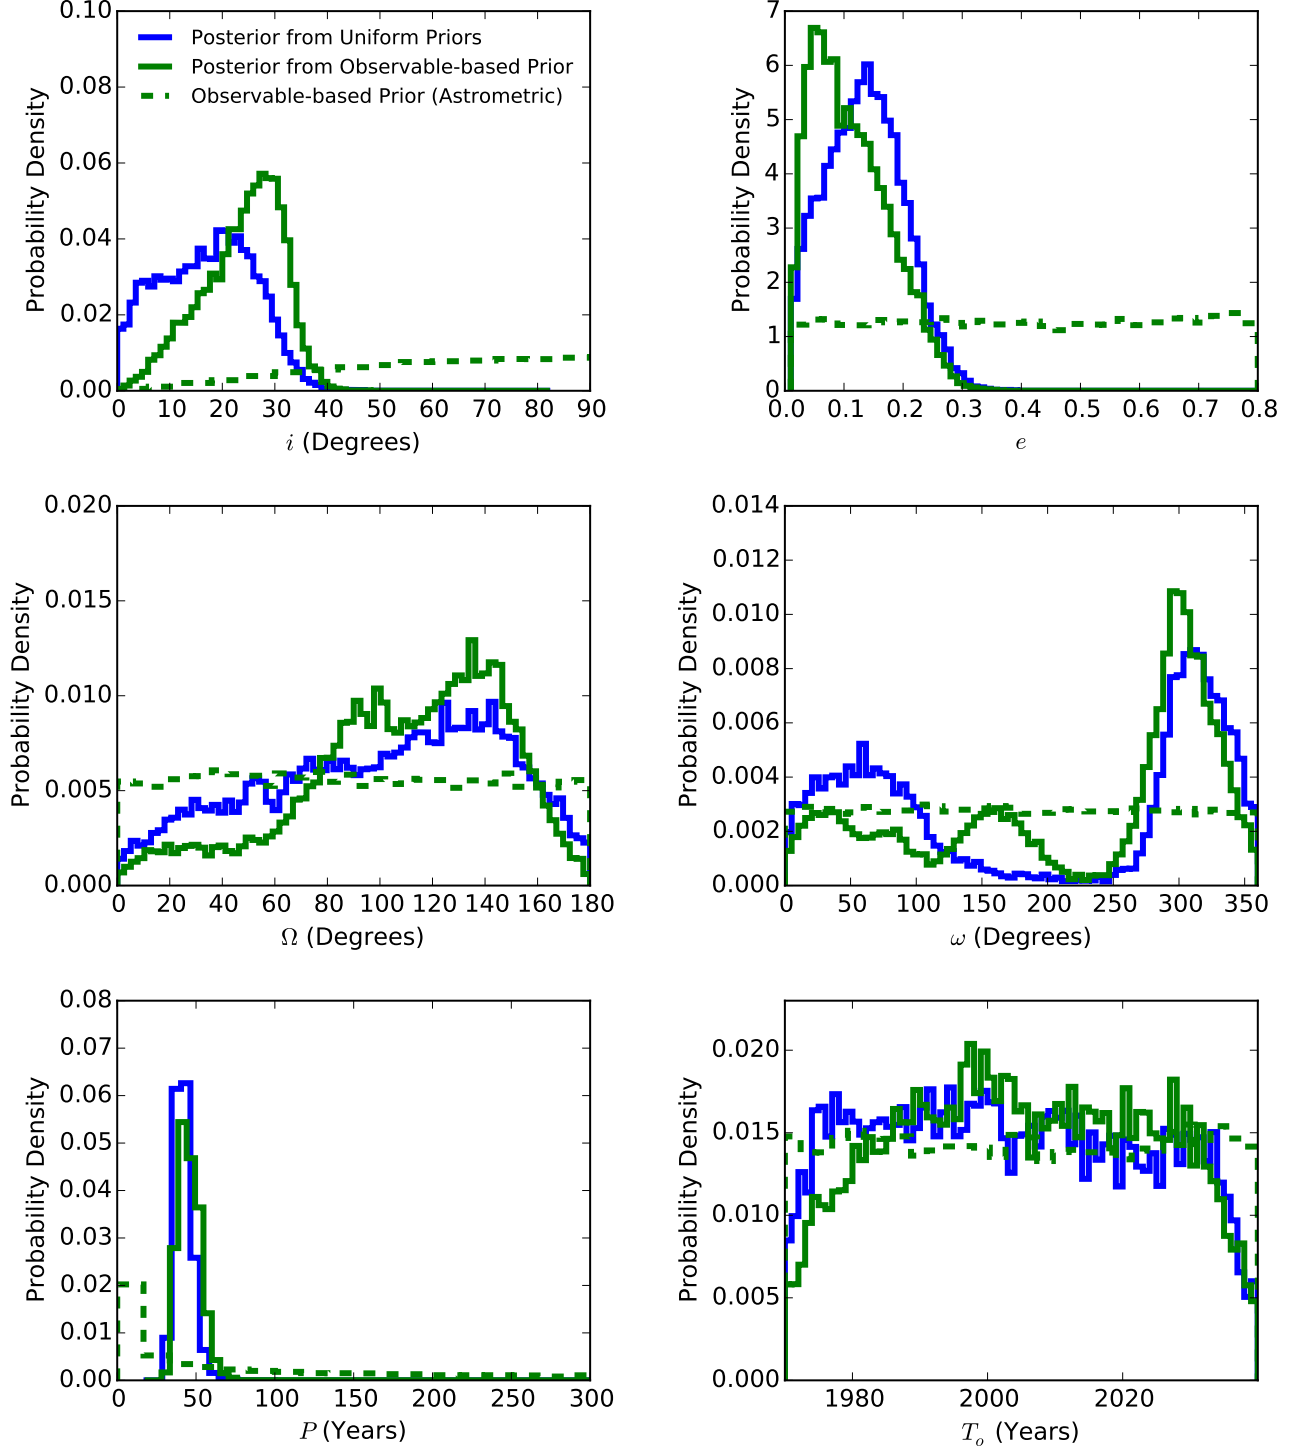 0.10
0.08
0.06
0.04
0.02
0.00
Probability Density
Posterior from Uniform Priors
Posterior from Observable-based Prior
Observable-based Prior (Astrometric)
0 10 20 30 40 50 60 70 80 90
i (Degrees)
7
6
5
4
3
2
1
0
Probability Density
0.0 0.1 0.2 0.3 0.4 0.5 0.6 0.7 0.8
e
0.020
0.015
0.010
0.005
0.000
Probability Density
0 20 40 60 80 100 120 140 160 180
Ω (Degrees)
0.014
0.012
0.010
0.008
0.006
0.004
0.002
0.000
Probability Density
0 50 100 150 200 250 300 350
ω (Degrees)
0.08
0.07
0.06
0.05
0.04
0.03
0.02
0.01
0.00
Probability Density
0 50 100 150 200 250 300
P (Years)
0.020
0.015
0.010
0.005
0.000
Probability Density
1980 2000 2020
T_o (Years)